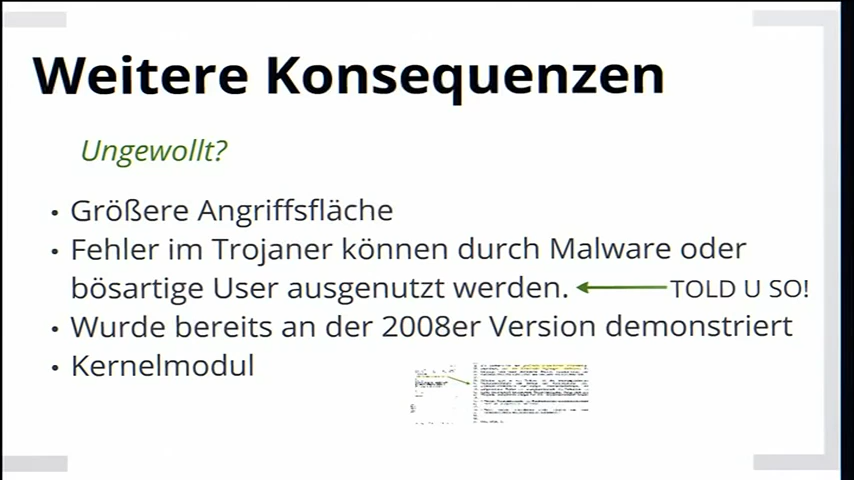 Weitere Konsequenzen
Ungewollt?
• Größere Angriffsfläche
• Fehler im Trojaner können durch Malware oder
bösartige User ausgenutzt werden. TOLD U SO!
• Wurde bereits an der 2008er Version demonstriert
• Kernelmodul